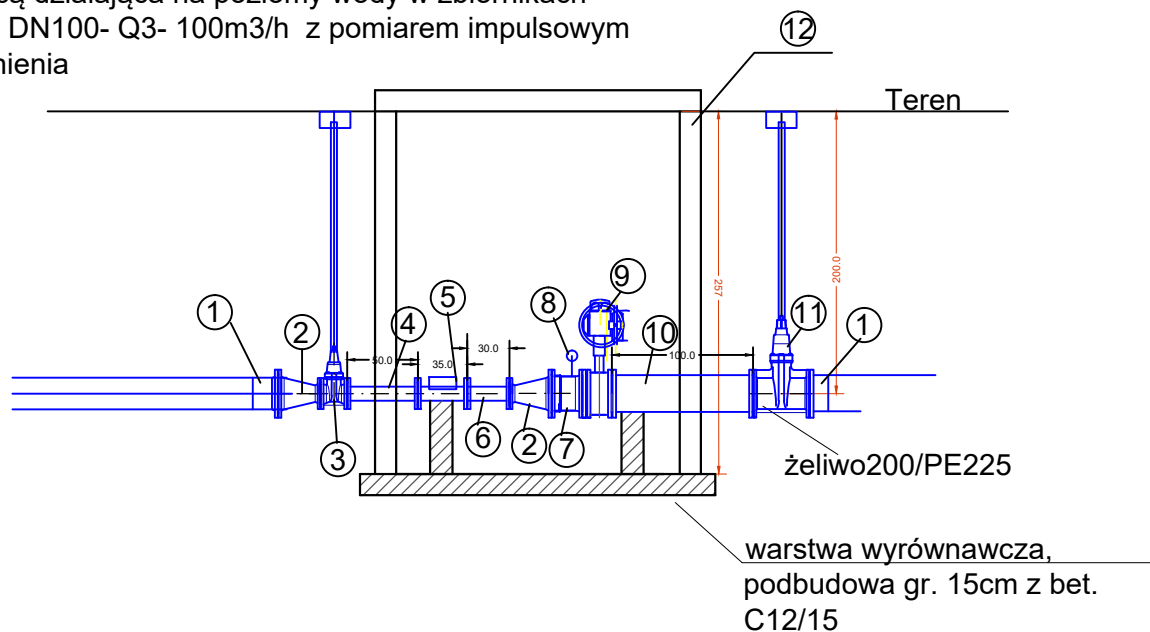 są działająca na poziomy wody w zbiornikach
DN100- Q3- 100m3/h z pomiarem impulsowym
nienia
12
Teren
9
8
5
4
1
2
10
11
1
50.0
35.0
30.0
100.0
257
200.0
3
6
2
7
żeliwo200/PE225
warstwa wyrównawcza,
podbudowa gr. 15cm z bet.
C12/15